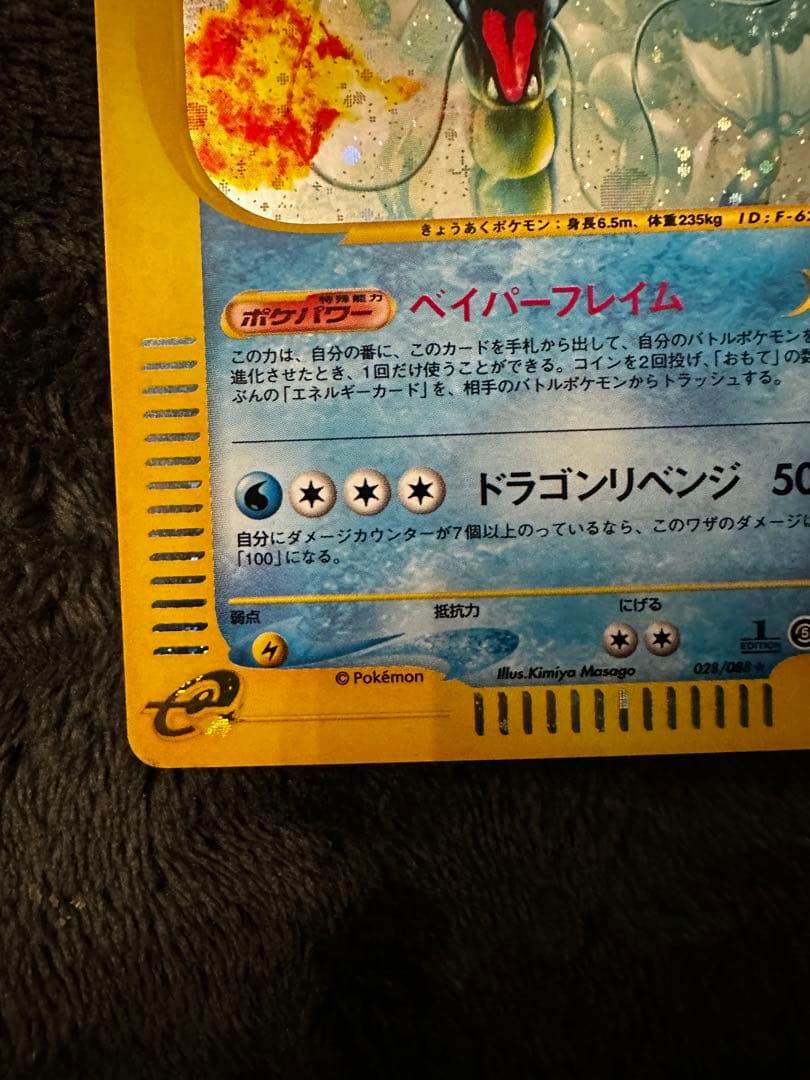 きょうあくポケモン：身長6.5m、体重235kg ID：F-6
特殊能力
ポケパワー ベイパーフレイム
この力は、自分の番に、このカードを手札から出して、自分のバトルポケモンを
進化させたとき、1回だけ使うことができる。コインを2回投げ、「おもて」の数
ぶんの「エネルギーカード」を、相手のバトルポケモンからトラッシュする。
ドラゴンリベンジ 50
自分にダメージカウンターが7個以上のっているなら、このワザのダメージは
「100」になる。
弱点 抵抗力 にげる
1
EDITION
© Pokémon Illus.Kimiya Masago 028/088★
e